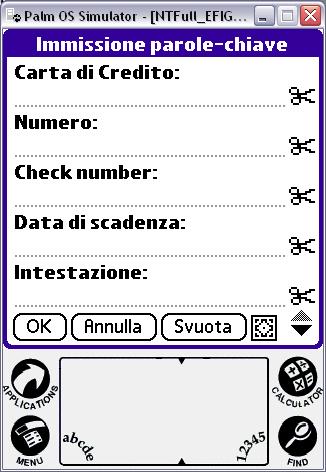 Palm OS Simulator - [NTFull_EFIG...
Immissione parole-chiave
Carta di Credito:
Numero:
Check number:
Data di scadenza:
Intestazione:
OK Annulla Svuota
APPLICATIONS CALCULATOR
MENU abcde 12345 FIND